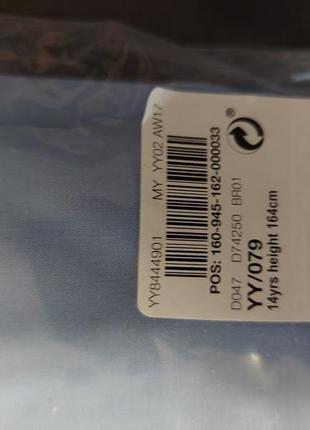 YY8444901 MY YY02 AW17
POS: 160-945-162-000033
D047 D74250 BR01
YY/079
14yrs height 164cm
®